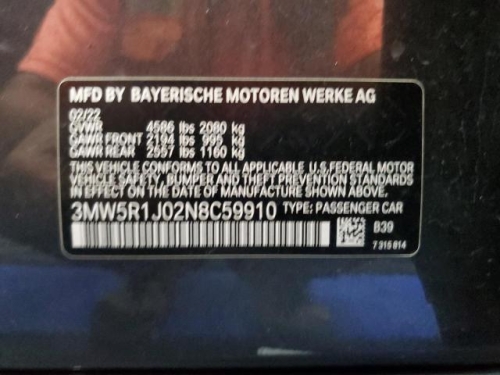 MFD BY BAYERISCHE MOTOREN WERKE AG
02/22
GVWR 4586 lbs 2080 kg
GAWR FRONT 2194 lbs 995 kg
GAWR REAR 2557 lbs 1160 kg
THIS VEHICLE CONFORMS TO ALL APPLICABLE U.S. FEDERAL MOTOR
VEHICLE SAFETY, BUMPER AND THEFT PREVENTION STANDARDS
IN EFFECT ON THE DATE OF MANUFACTURE SHOWN ABOVE.
3MW5R1J02N8C59910 TYPE: PASSENGER CAR
B39
7 315 814